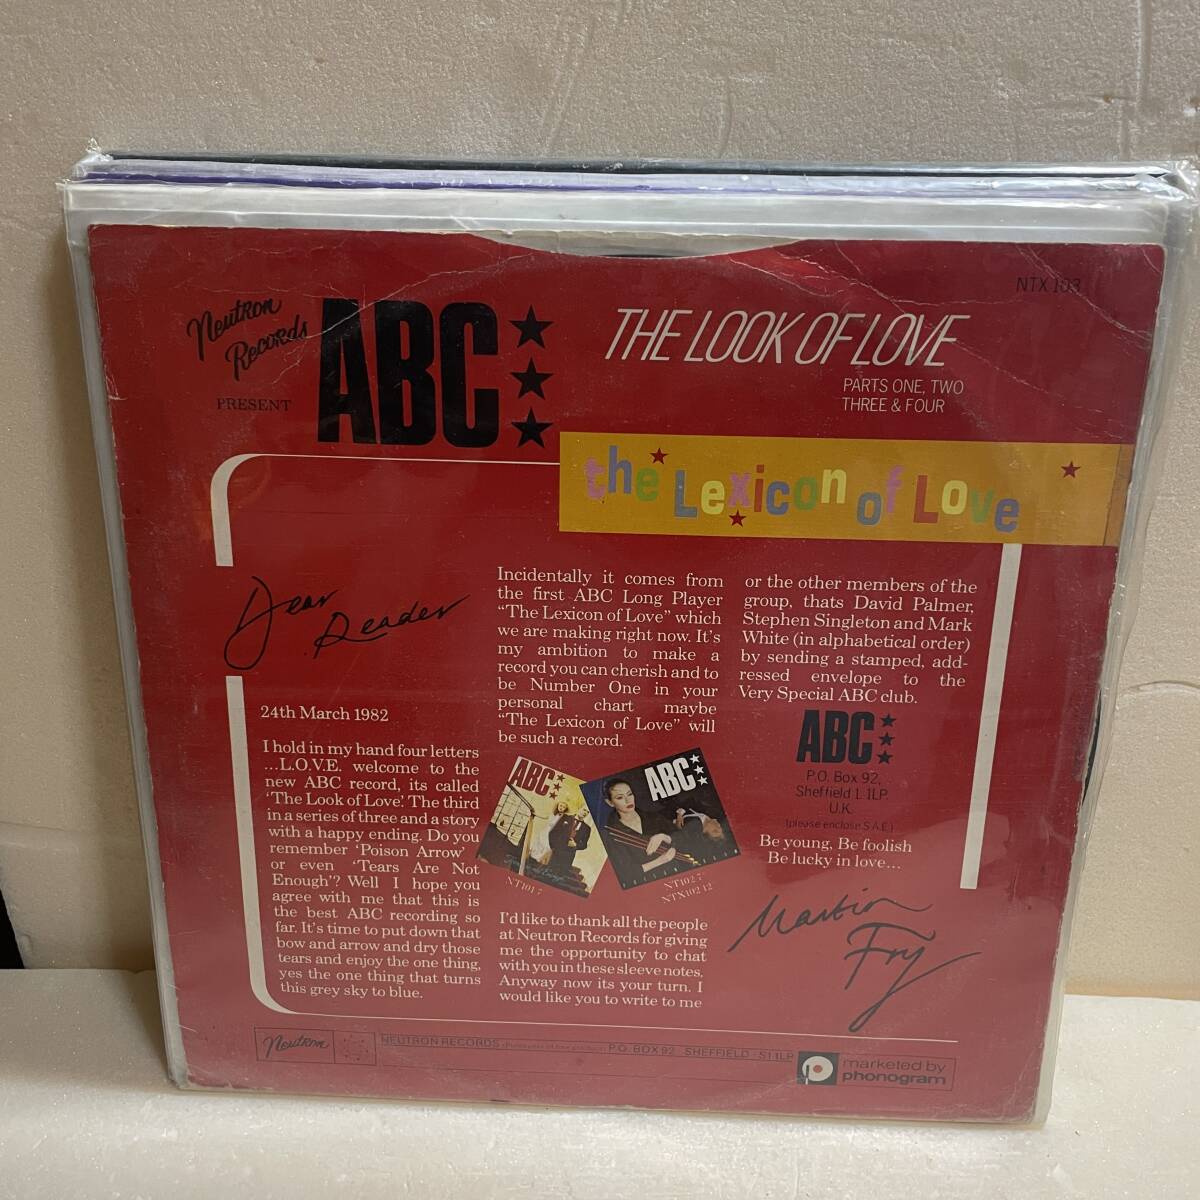 NTX 103
Neutron
Records
PRESENT
ABC
THE LOOK OF LOVE
PARTS ONE, TWO
THREE & FOUR
the Lexicon of Love
Dear
Reader
24th March 1982
I hold in my hand four letters
...L.O.V.E. welcome to the
new ABC record, its called
‘The Look of Love’. The third
in a series of three and a story
with a happy ending. Do you
remember ‘Poison Arrow’
or even ‘Tears Are Not
Enough’? Well I hope you
agree with me that this is
the best ABC recording so
far. It's time to put down that
bow and arrow and dry those
tears and enjoy the one thing,
yes the one thing that turns
this grey sky to blue.
Incidentally it comes from
the first ABC Long Player
“The Lexicon of Love” which
we are making right now. It's
my ambition to make a
record you can cherish and to
be Number One in your
personal chart maybe
“The Lexicon of Love” will
be such a record.
ABC
NT101 7"
ABC
NT102 7"
NTX102 12"
I'd like to thank all the people
at Neutron Records for giving
me the opportunity to chat
with you in these sleeve notes.
Anyway now its your turn. I
would like you to write to me
or the other members of the
group, thats David Palmer,
Stephen Singleton and Mark
White (in alphabetical order)
by sending a stamped, add-
ressed envelope to the
Very Special ABC club.
ABC
P.O. Box 92,
Sheffield 1. 1LP.
U.K.
(please enclose S.A.E.)
Be young, Be foolish
Be lucky in love...
Martin
Fry
Neutron
NEUTRON RECORDS P.O. BOX 92 SHEFFIELD S1 1LP
marketed by
phonogram